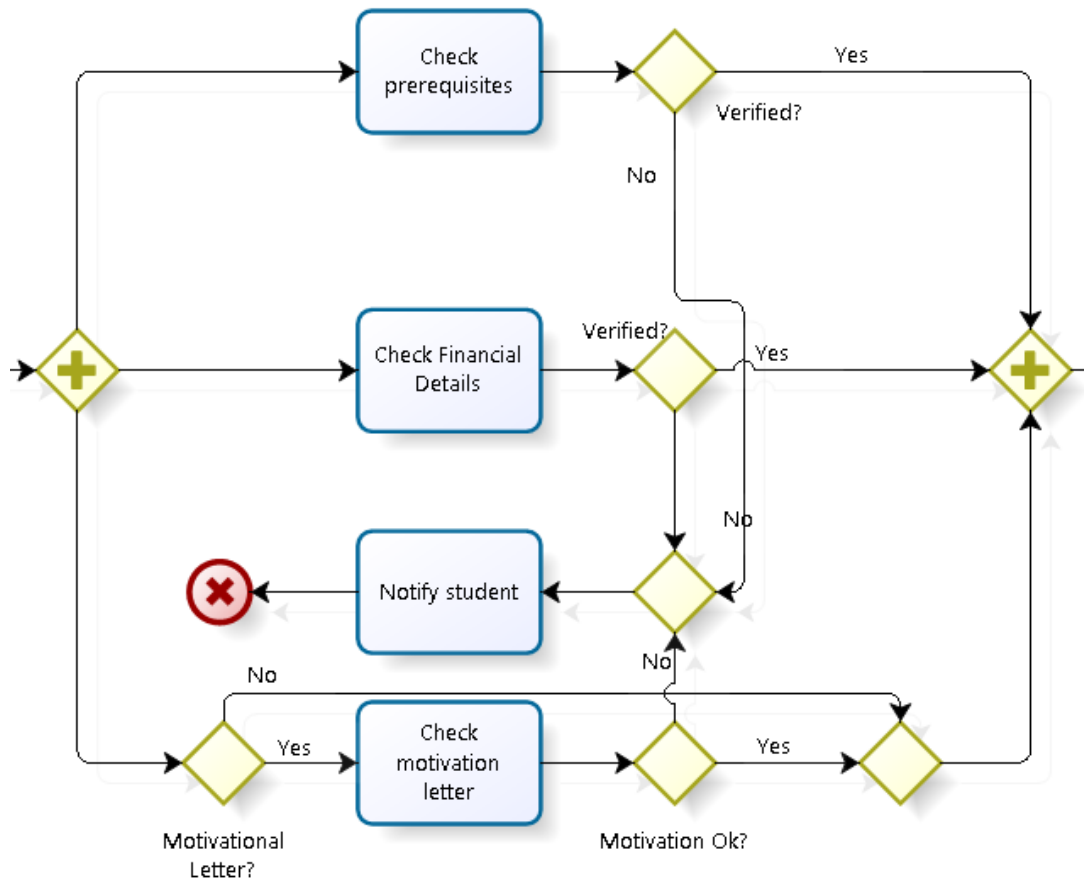 Check
prerequisites
Yes
Verified?
No
Check Financial
Details
Verified?
Yes
No
Notify student
No
No
Yes
Check
motivation
letter
Yes
Motivational
Letter?
Motivation Ok?